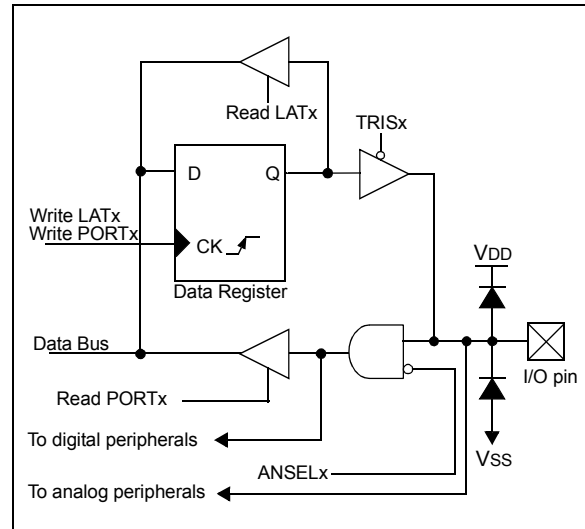 Read LATx
TRISx
D Q
Write LATx
Write PORTx
CK
Data Register
VDD
Data Bus
I/O pin
Read PORTx
To digital peripherals
VSS
ANSELx
To analog peripherals